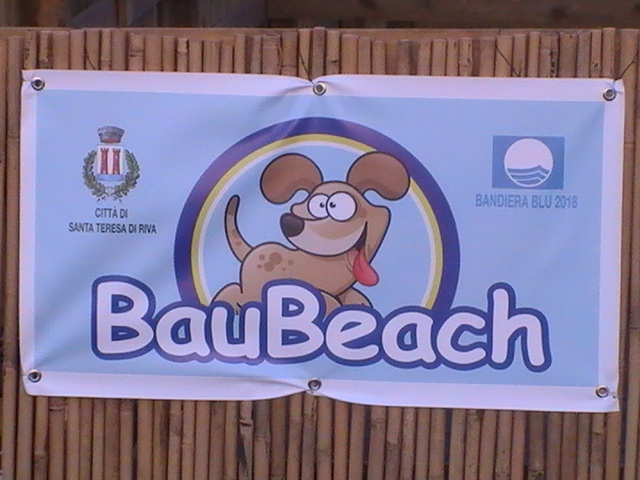 CITTÀ DI
SANTA TERESA DI RIVA
BANDIERA BLU 2018
BauBeach